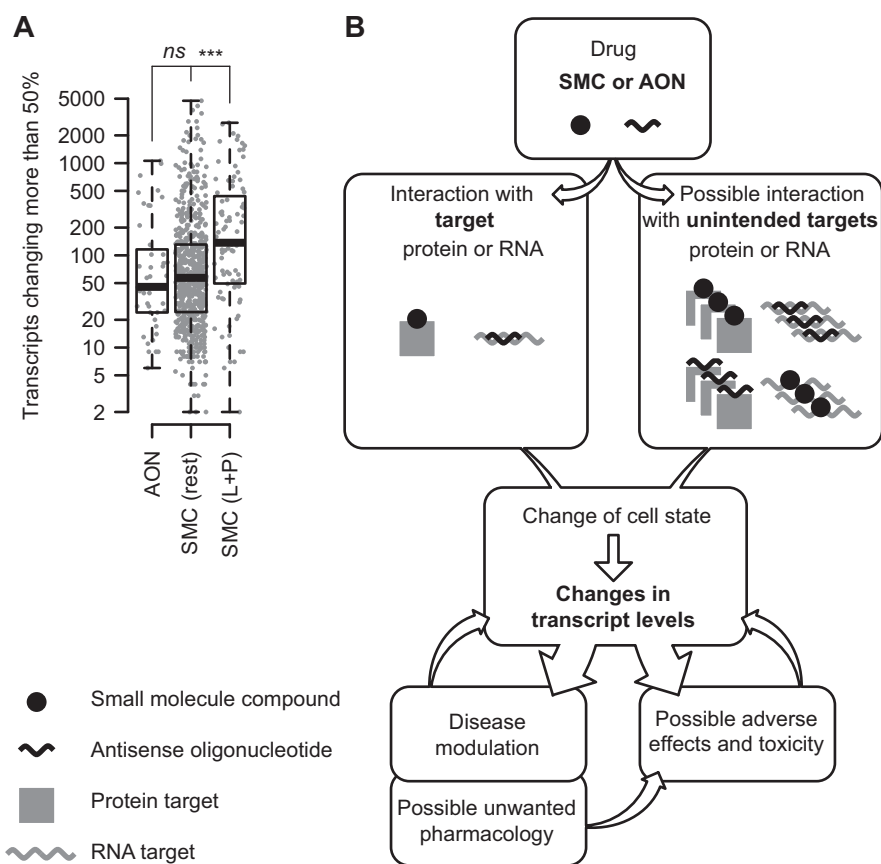 A
ns ***
Transcripts changing more than 50%
5000
2000
1000
500
200
100
50
20
10
5
2
AON
SMC (rest)
SMC (L+P)
B
Drug
SMC or AON
Interaction with
target
protein or RNA
Possible interaction
with unintended targets
protein or RNA
Change of cell state
Changes in
transcript levels
Disease
modulation
Possible unwanted
pharmacology
Possible adverse
effects and toxicity
Small molecule compound
Antisense oligonucleotide
Protein target
RNA target